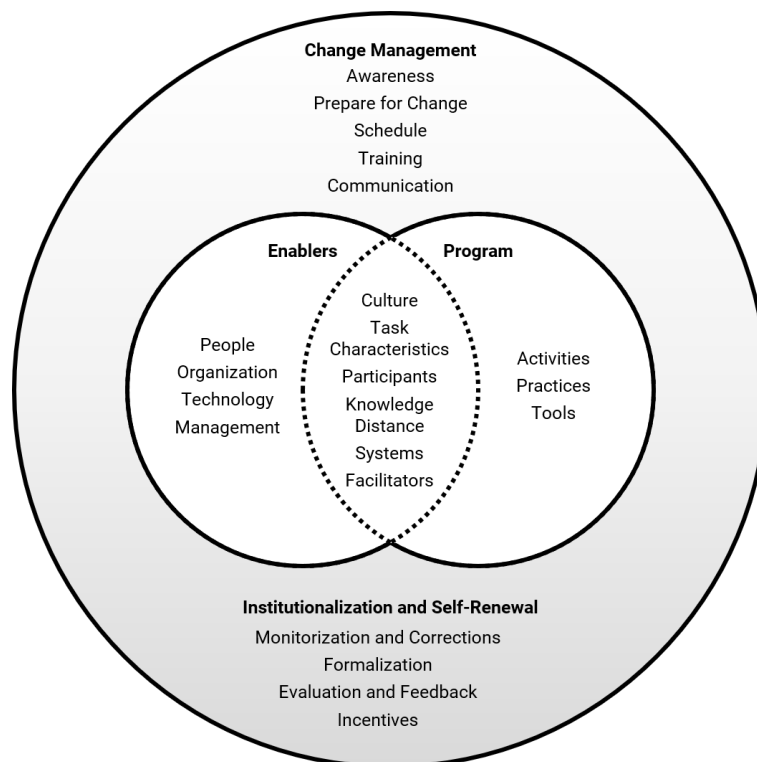 Change Management
Awareness
Prepare for Change
Schedule
Training
Communication
Enablers
Program
People
Organization
Technology
Management
Culture
Task
Characteristics
Participants
Knowledge
Distance
Systems
Facilitators
Activities
Practices
Tools
Institutionalization and Self-Renewal
Monitorization and Corrections
Formalization
Evaluation and Feedback
Incentives